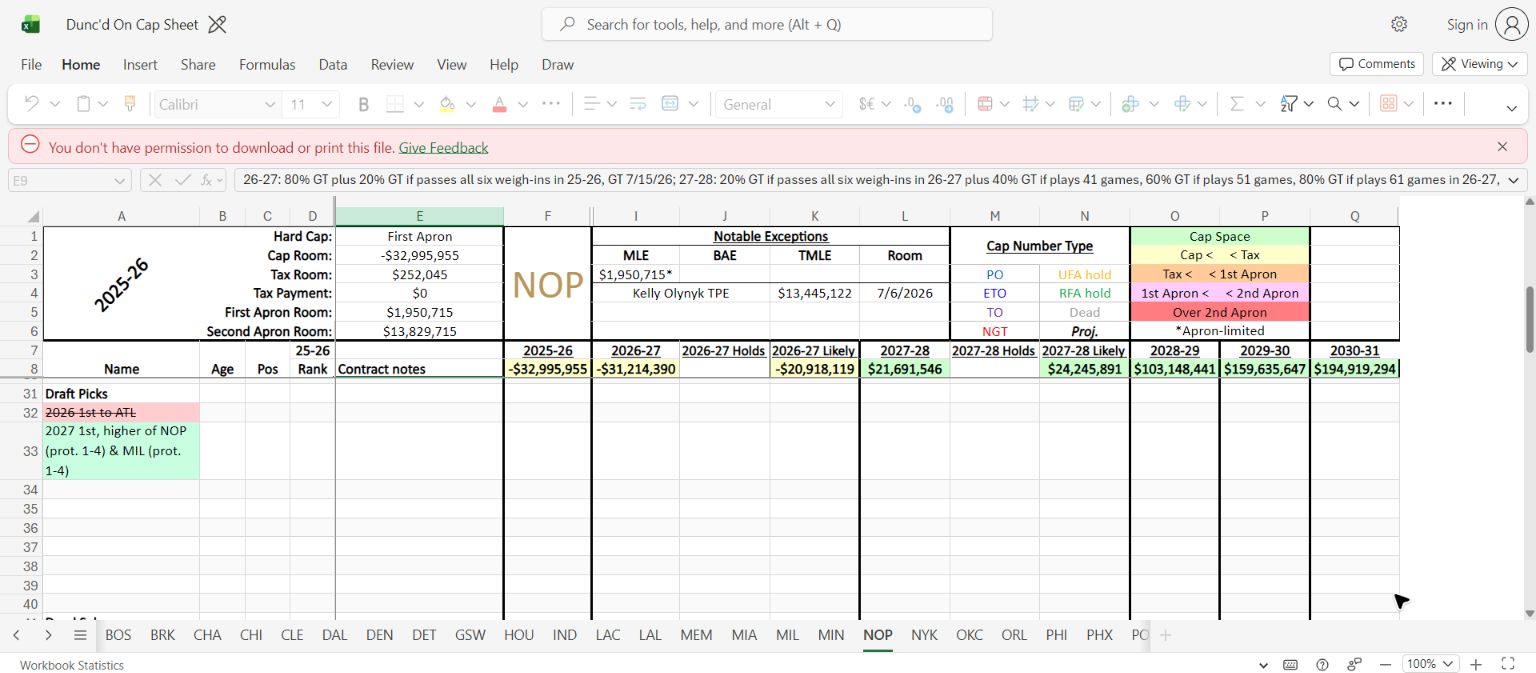 Dunc'd On Cap Sheet
Search for tools, help, and more (Alt + Q)
Sign in
File Home Insert Share Formulas Data Review View Help Draw
Comments Viewing
Calibri 11 B A General $€ .0 .00
You don't have permission to download or print this file. Give Feedback
E9 fx 26-27: 80% GT plus 20% GT if passes all six weigh-ins in 25-26, GT 7/15/26; 27-28: 20% GT if passes all six weigh-ins in 26-27 plus 40% GT if plays 41 games, 60% GT if plays 51 games, 80% GT if plays 61 games in 26-27,
A B C D E F I J K L M N O P Q
1 Hard Cap: First Apron Notable Exceptions Cap Space
2 Cap Room: -$32,995,955 MLE BAE TMLE Room Cap Number Type Cap < < Tax
3 2025-26 Tax Room: $252,045 NOP $1,950,715* PO UFA hold Tax < < 1st Apron
4 Tax Payment: $0 Kelly Olynyk TPE $13,445,122 7/6/2026 ETO RFA hold 1st Apron < < 2nd Apron
5 First Apron Room: $1,950,715 TO Dead Over 2nd Apron
6 Second Apron Room: $13,829,715 NGT Proj. *Apron-limited
7 25-26 2025-26 2026-27 2026-27 Holds 2026-27 Likely 2027-28 2027-28 Holds 2027-28 Likely 2028-29 2029-30 2030-31
8 Name Age Pos Rank Contract notes -$32,995,955 -$31,214,390 -$20,918,119 $21,691,546 $24,245,891 $103,148,441 $159,635,647 $194,919,294
31 Draft Picks
32 2026 1st to ATL
33 2027 1st, higher of NOP
(prot. 1-4) & MIL (prot.
1-4)
34
35
36
37
38
39
40
BOS BRK CHA CHI CLE DAL DEN DET GSW HOU IND LAC LAL MEM MIA MIL MIN NOP NYK OKC ORL PHI PHX PO
Workbook Statistics 100%